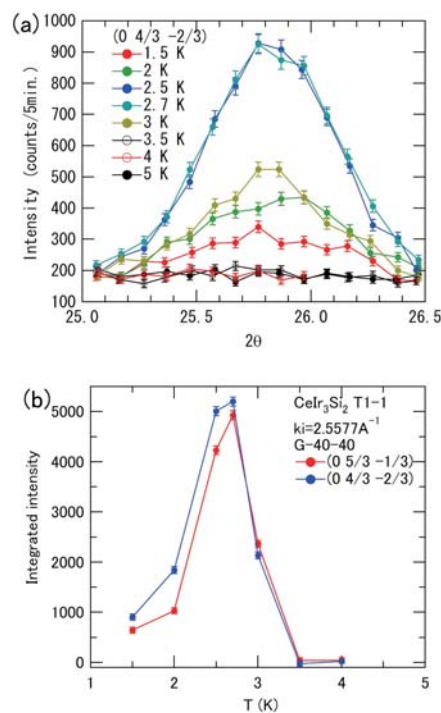 (a)
(0 4/3 -2/3)
1.5 K
2 K
2.5 K
2.7 K
3 K
3.5 K
4 K
5 K
Intensity (counts/5min.)
1000
900
800
700
600
500
400
300
200
100
25.0 25.5 26.0 26.5
2θ
(b)
CeIr₃Si₂ T1-1
ki=2.5577A⁻¹
G-40-40
(0 5/3 -1/3)
(0 4/3 -2/3)
Integrated intensity
5000
4000
3000
2000
1000
0
1 2 3 4 5
T (K)